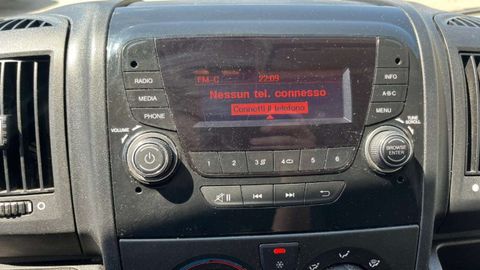 FM-C 22:09
Nessun tel. connesso
Connetti il telefono
RADIO
MEDIA
PHONE
INFO
A-B-C
MENU
VOLUME
TUNE
SCROLL
BROWSE
ENTER
1 2 3 4 5 6